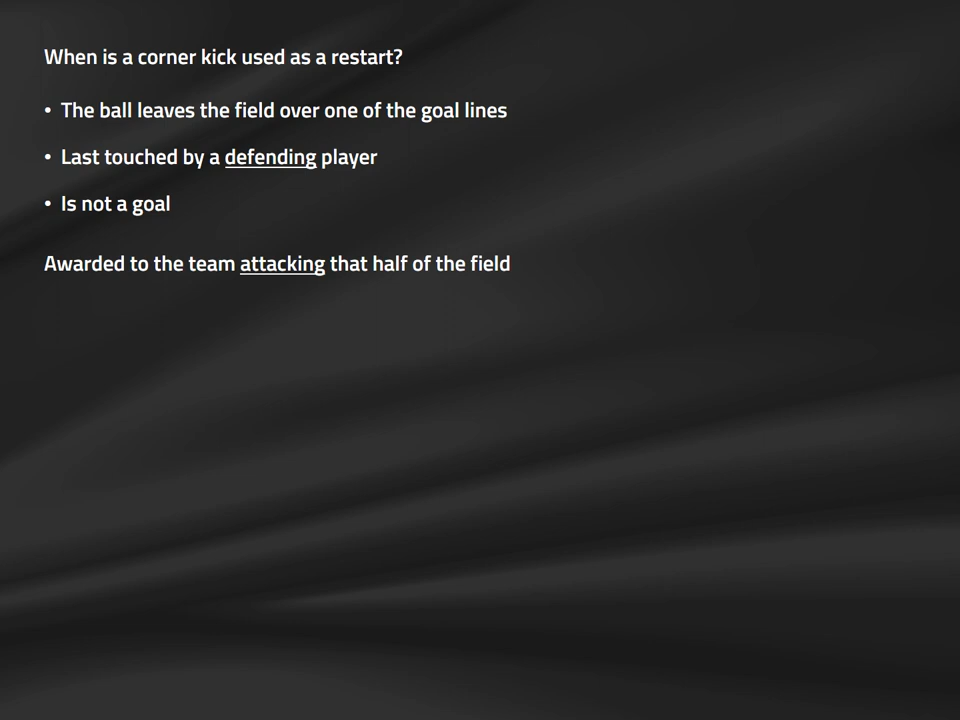 When is a corner kick used as a restart?
• The ball leaves the field over one of the goal lines
• Last touched by a defending player
• Is not a goal
Awarded to the team attacking that half of the field